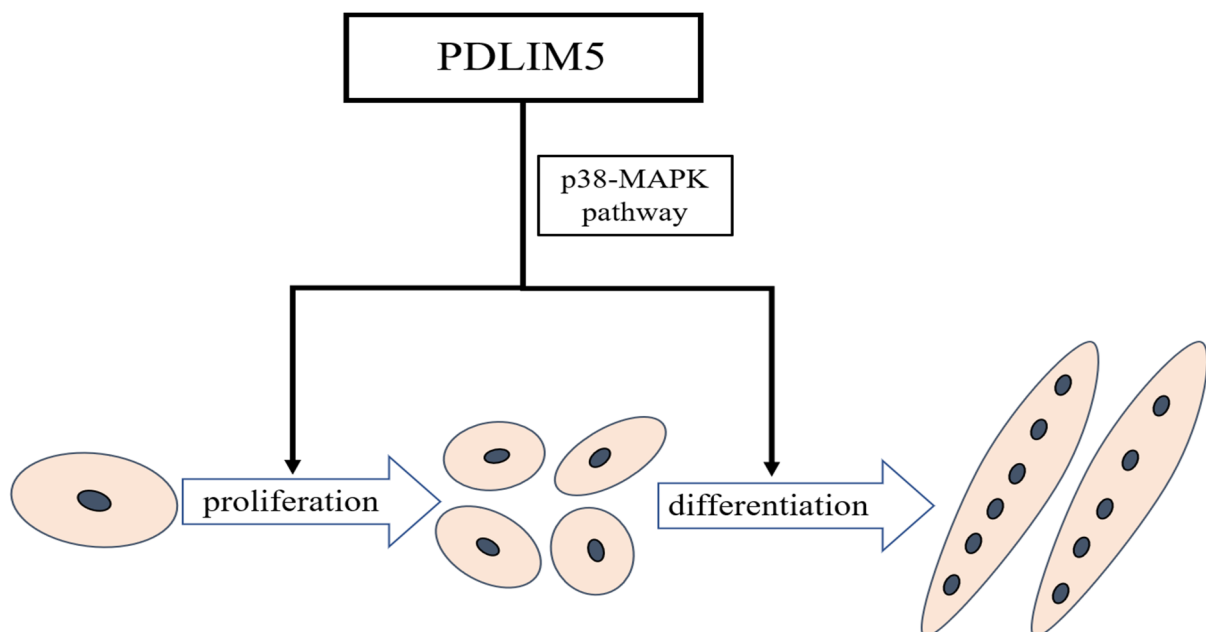 PDLIM5
p38-MAPK
pathway
proliferation
differentiation